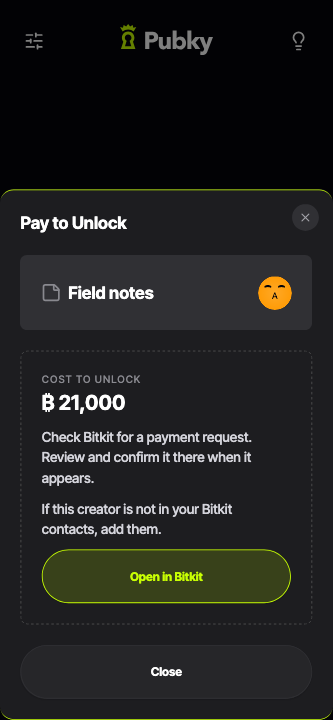 Pubky
Pay to Unlock
Field notes
A
COST TO UNLOCK
₿ 21,000
Check Bitkit for a payment request.
Review and confirm it there when it
appears.
If this creator is not in your Bitkit
contacts, add them.
Open in Bitkit
Close